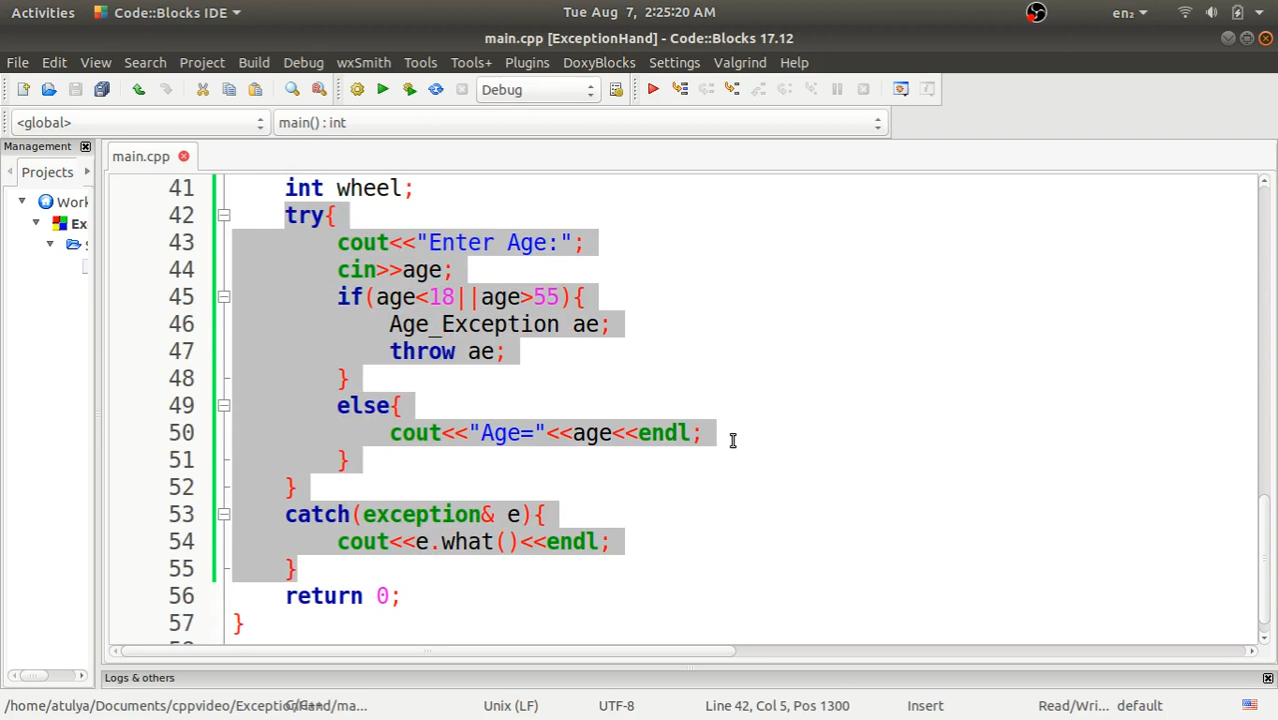 Activities Code::Blocks IDE Tue Aug 7, 2:25:20 AM en₂
main.cpp [ExceptionHand] - Code::Blocks 17.12
File Edit View Search Project Build Debug wxSmith Tools Tools+ Plugins DoxyBlocks Settings Valgrind Help
Debug
<global> main() : int
Management
main.cpp
Projects
Work
Ex
41 int wheel;
42 try{
43 cout<<"Enter Age:";
44 cin>>age;
45 if(age<18||age>55){
46 Age_Exception ae;
47 throw ae;
48 }
49 else{
50 cout<<"Age="<<age<<endl;
51 }
52 }
53 catch(exception& e){
54 cout<<e.what()<<endl;
55 }
56 return 0;
57 }
Logs & others
Unix (LF) UTF-8 Line 42, Col 5, Pos 1300 Insert Read/Wri... default